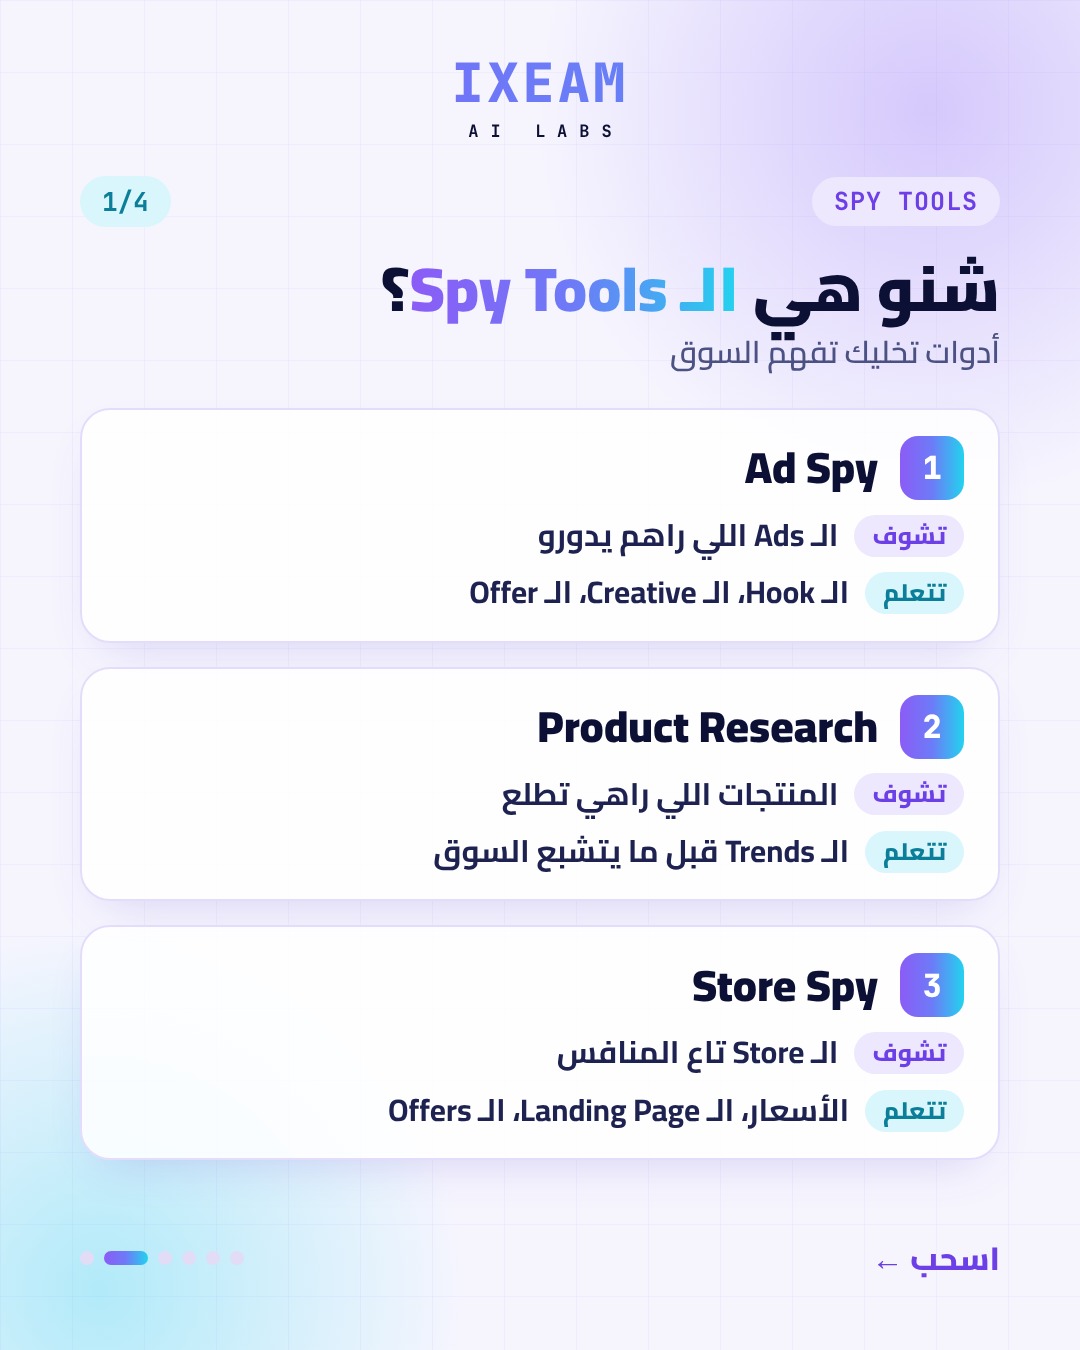 IXEAM
AI LABS
SPY TOOLS
1/4
شنو هي الـ Spy Tools؟
أدوات تخليك تفهم السوق
1 Ad Spy
تشوف الـ Ads اللي راهم يدورو
تتعلم الـ Hook، الـ Creative، الـ Offer
2 Product Research
تشوف المنتجات اللي راهي تطلع
تتعلم الـ Trends قبل ما يتشبع السوق
3 Store Spy
تشوف الـ Store تاع المنافس
تتعلم الأسعار، الـ Landing Page، الـ Offers
اسحب ←